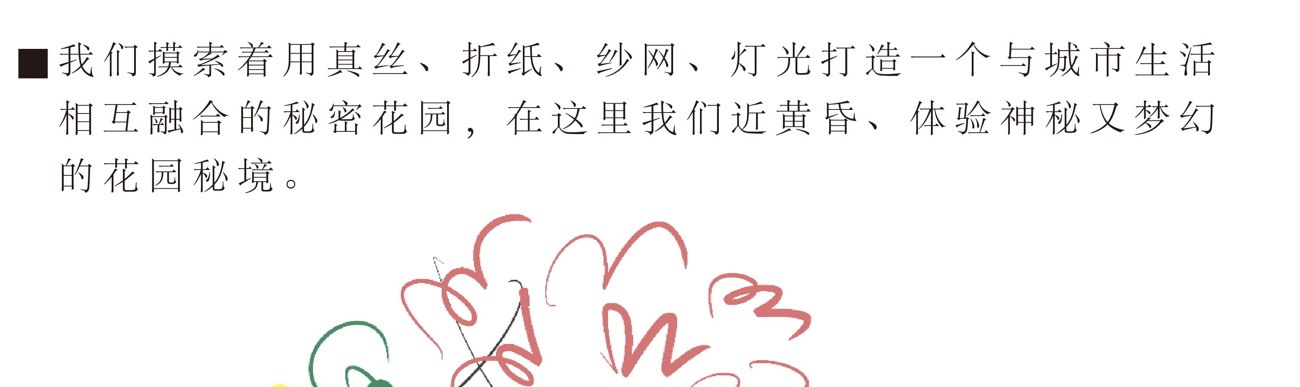 ■我们摸索着用真丝、折纸、纱网、灯光打造一个与城市生活
相互融合的秘密花园，在这里我们近黄昏、体验神秘又梦幻
的花园秘境。